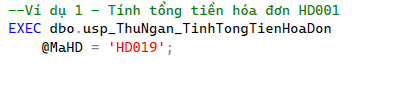 --Ví dụ 1 - Tính tổng tiền hóa đơn HD001
EXEC dbo.usp_ThuNgan_TinhTongTienHoaDon
    @MaHD = 'HD019';